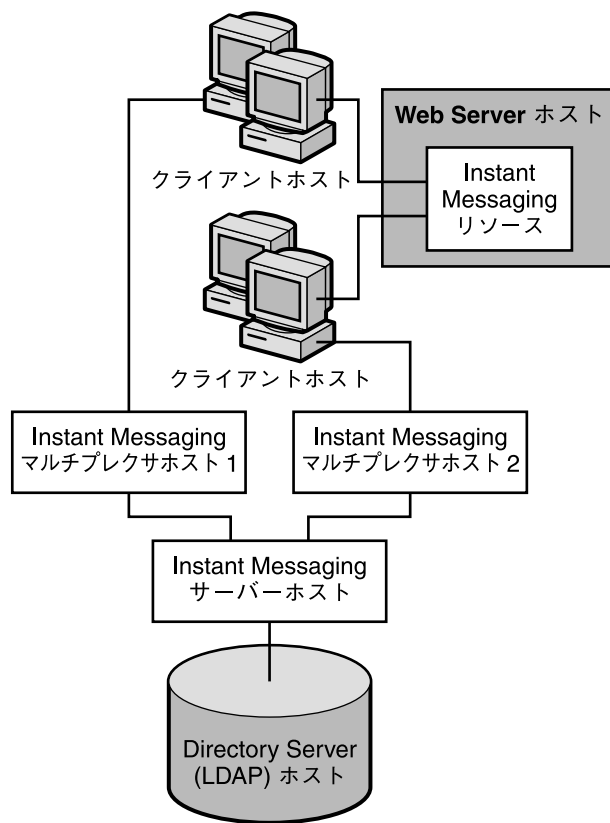 Web Server ホスト
Instant
Messaging
リソース
クライアントホスト
クライアントホスト
Instant Messaging
マルチプレクサホスト 1
Instant Messaging
マルチプレクサホスト 2
Instant Messaging
サーバーホスト
Directory Server
(LDAP) ホスト